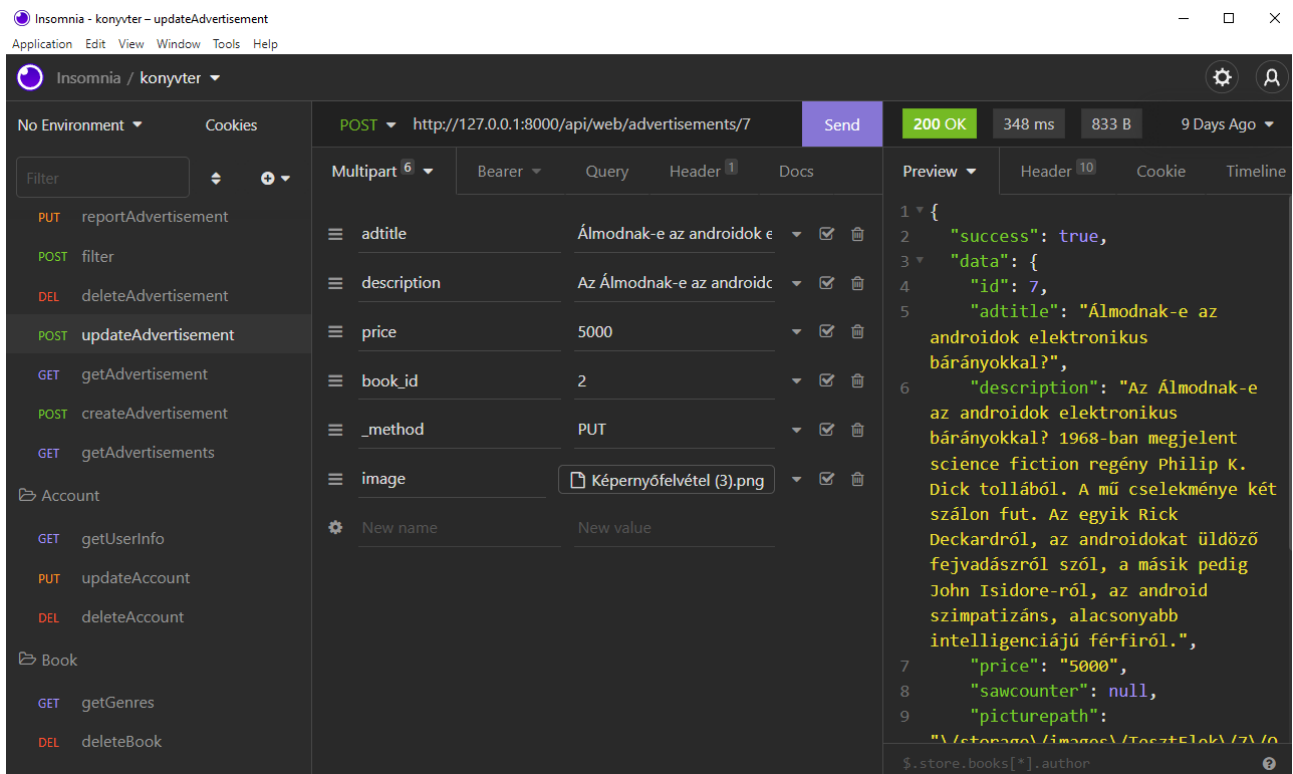 Insomnia - konyvter – updateAdvertisement
Application Edit View Window Tools Help
Insomnia / konyvter
No Environment Cookies
Filter
PUT reportAdvertisement
POST filter
DEL deleteAdvertisement
POST updateAdvertisement
GET getAdvertisement
POST createAdvertisement
GET getAdvertisements
Account
GET getUserInfo
PUT updateAccount
DEL deleteAccount
Book
GET getGenres
DEL deleteBook
POST http://127.0.0.1:8000/api/web/advertisements/7 Send
Multipart 6 Bearer Query Header 1 Docs
adtitle Álmodnak-e az androidok e
description Az Álmodnak-e az androido
price 5000
book_id 2
_method PUT
image Képernyőfelvétel (3).png
New name New value
200 OK 348 ms 833 B 9 Days Ago
Preview Header 10 Cookie Timeline
1 {
2 "success": true,
3 "data": {
4 "id": 7,
5 "adtitle": "Álmodnak-e az
androidok elektronikus
bárányokkal?",
6 "description": "Az Álmodnak-e
az androidok elektronikus
bárányokkal? 1968-ban megjelent
science fiction regény Philip K.
Dick tollából. A mű cselekménye két
szálon fut. Az egyik Rick
Deckardról, az androidokat üldöző
fejvadászról szól, a másik pedig
John Isidore-ról, az android
szimpatizáns, alacsonyabb
intelligenciájú férfiról.",
7 "price": "5000",
8 "sawcounter": null,
9 "picturepath":
"\/storage\/images\/TesztElek\/7\/O
$.store.books[*].author